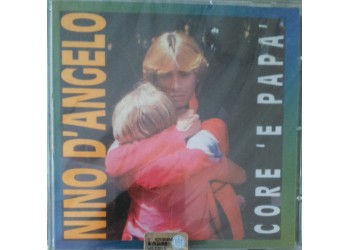 NINO D'ANGELO
CORE 'E PAPA'